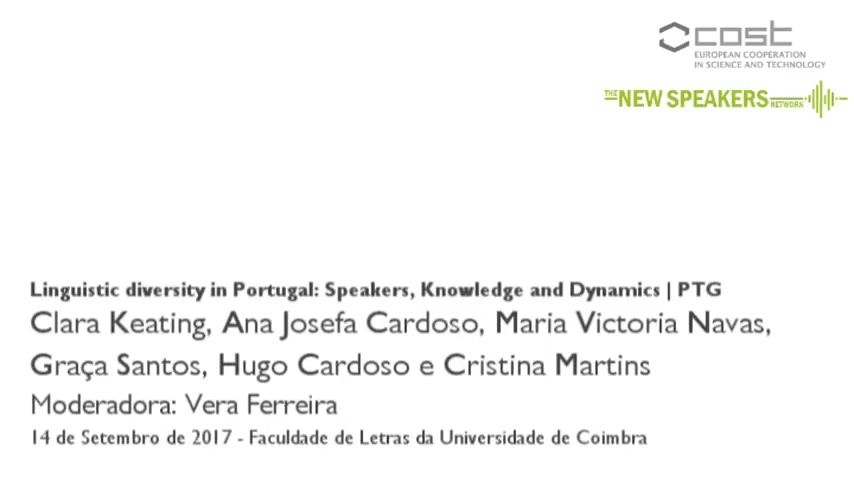 cost
EUROPEAN COOPERATION
IN SCIENCE AND TECHNOLOGY
THE NEW SPEAKERS NETWORK
Linguistic diversity in Portugal: Speakers, Knowledge and Dynamics | PTG
Clara Keating, Ana Josefa Cardoso, Maria Victoria Navas,
Graça Santos, Hugo Cardoso e Cristina Martins
Moderadora: Vera Ferreira
14 de Setembro de 2017 - Faculdade de Letras da Universidade de Coimbra